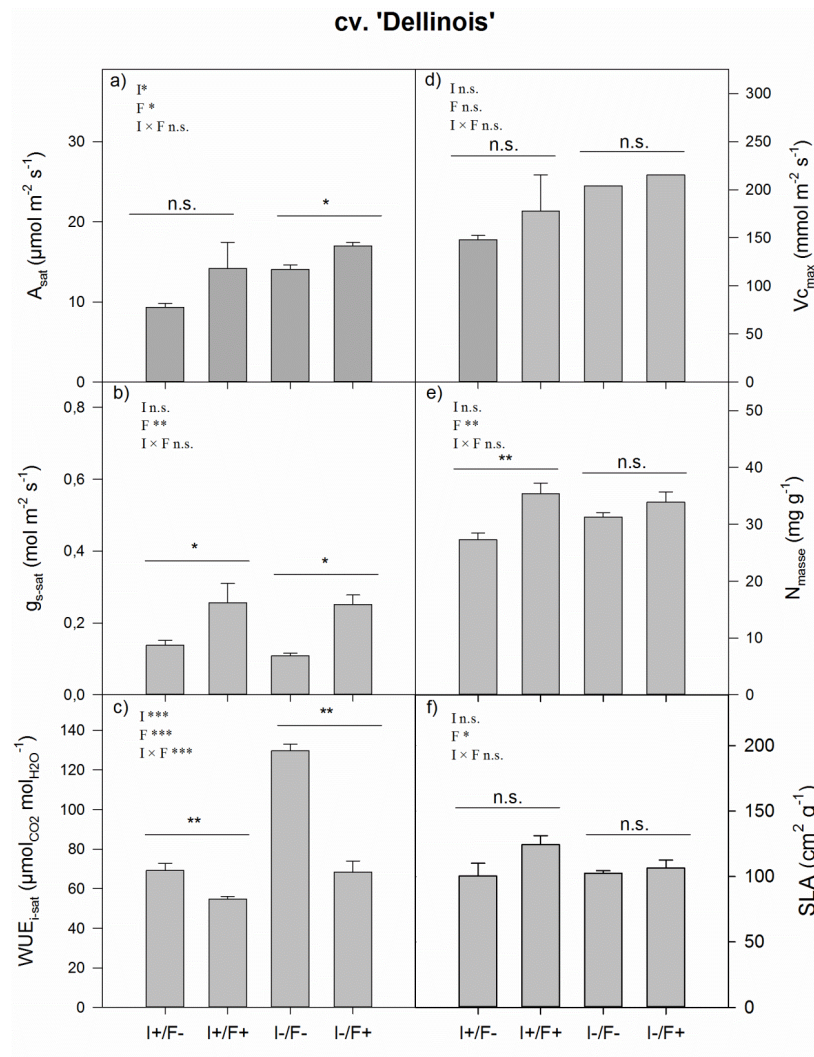 cv. 'Dellinois'
a)
I*
F *
I × F n.s.
n.s.
*
30
20
10
0
A_sat (µmol m⁻² s⁻¹)
d)
I n.s.
F n.s.
I × F n.s.
n.s.
n.s.
300
250
200
150
100
50
0
Vc_max (mmol m⁻² s⁻¹)
b)
I n.s.
F **
I × F n.s.
*
*
0,8
0,6
0,4
0,2
0,0
g_s-sat (mol m⁻² s⁻¹)
e)
I n.s.
F **
I × F n.s.
**
n.s.
50
40
30
20
10
0
N_masse (mg g⁻¹)
c)
I ***
F ***
I × F ***
**
**
140
120
100
80
60
40
20
0
WUE_i-sat (µmol_CO2 mol_H2O⁻¹)
I+/F- I+/F+ I-/F- I-/F+
f)
I n.s.
F *
I × F n.s.
n.s.
n.s.
200
150
100
50
0
SLA (cm² g⁻¹)
I+/F- I+/F+ I-/F- I-/F+